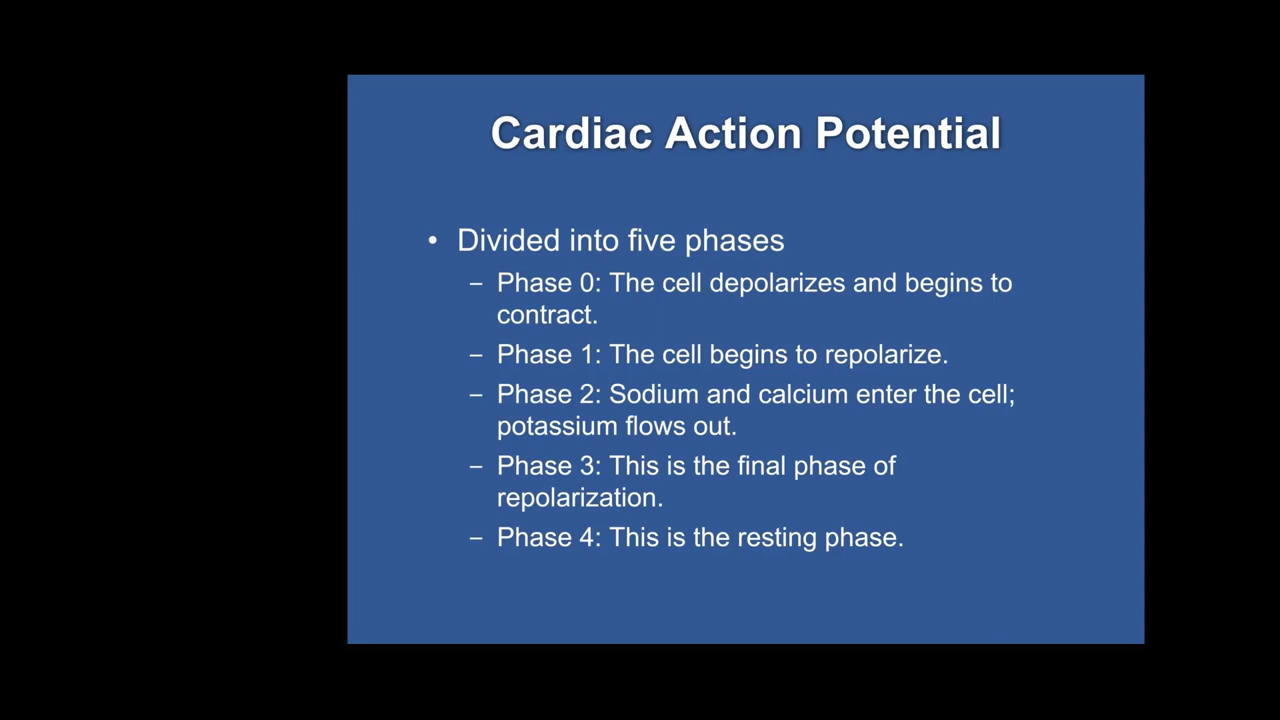 Cardiac Action Potential
• Divided into five phases
– Phase 0: The cell depolarizes and begins to
contract.
– Phase 1: The cell begins to repolarize.
– Phase 2: Sodium and calcium enter the cell;
potassium flows out.
– Phase 3: This is the final phase of
repolarization.
– Phase 4: This is the resting phase.